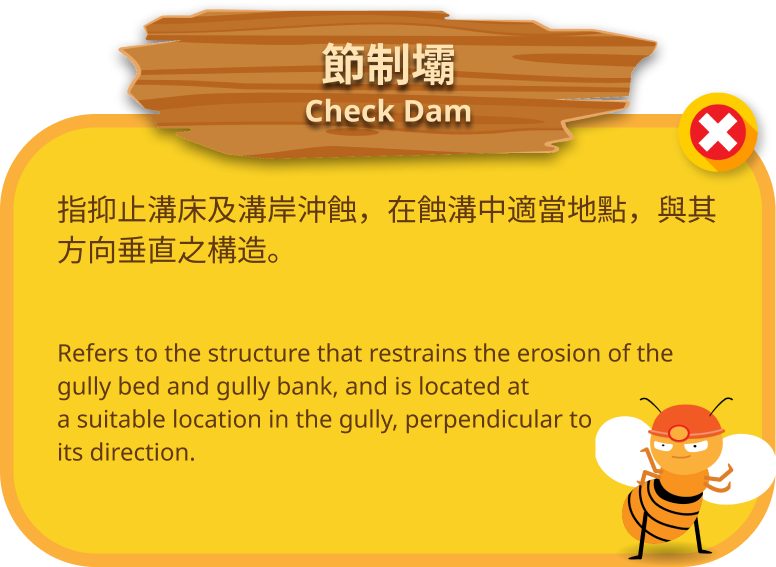 節制壩
Check Dam
指抑止溝床及溝岸沖蝕，在蝕溝中適當地點，與其
方向垂直之構造。
Refers to the structure that restrains the erosion of the
gully bed and gully bank, and is located at
a suitable location in the gully, perpendicular to
its direction.